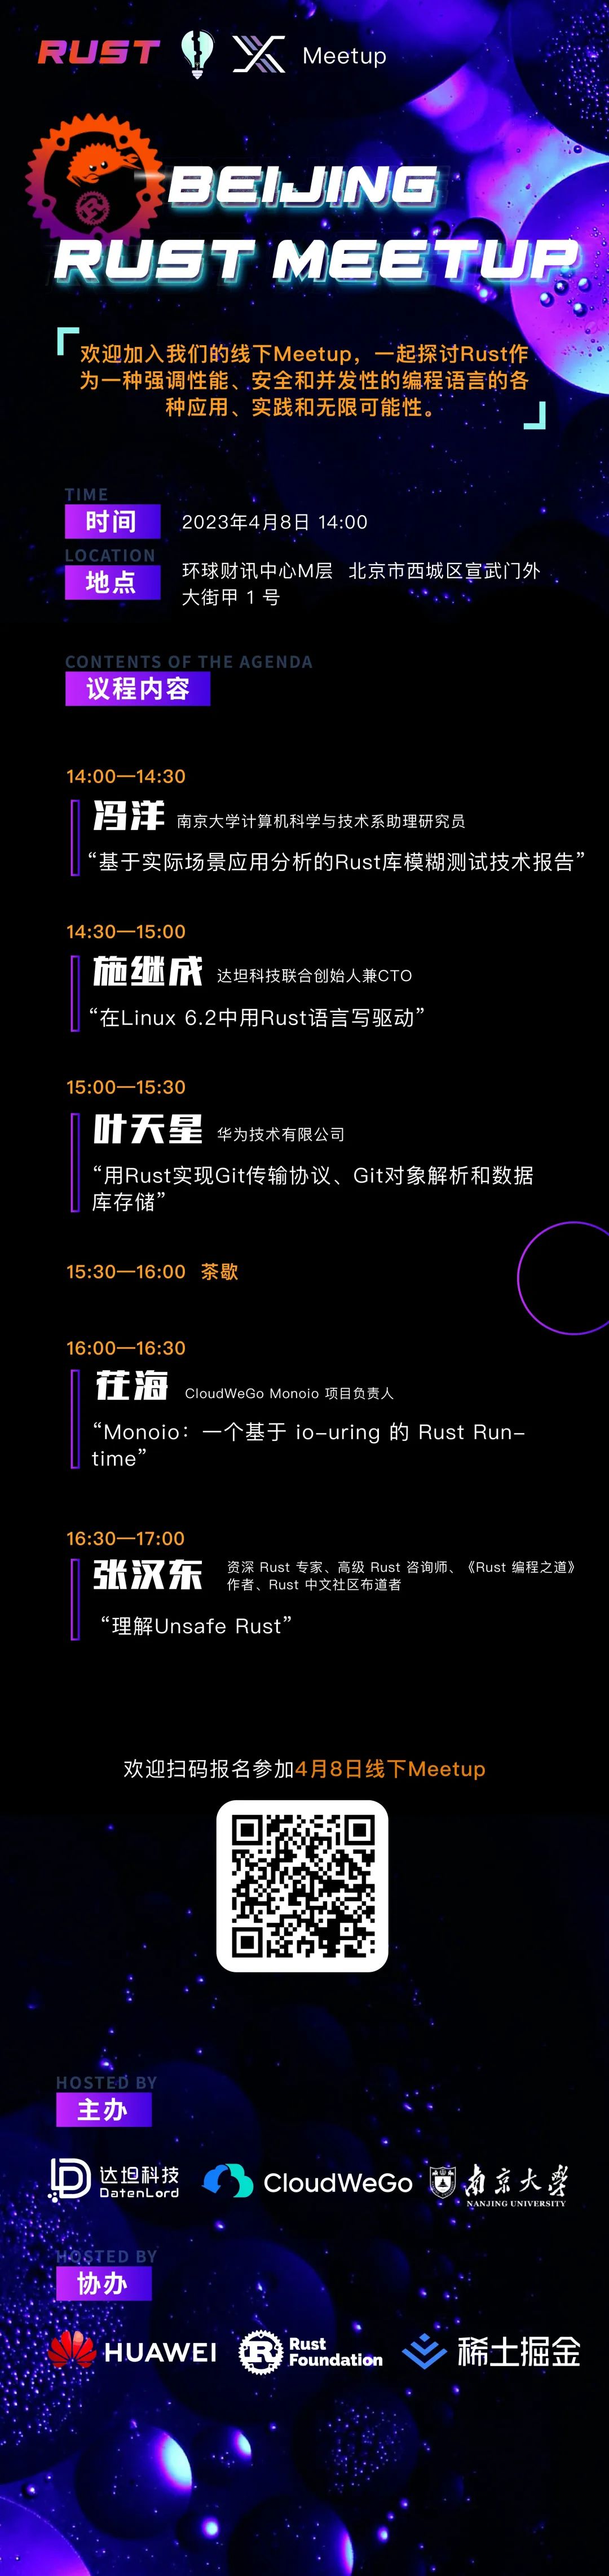 RUST Meetup
BEIJING
RUST MEETUP
欢迎加入我们的线下Meetup，一起探讨Rust作
为一种强调性能、安全和并发性的编程语言的各
种应用、实践和无限可能性。
TIME
时间
2023年4月8日 14:00
LOCATION
地点
环球财讯中心M层 北京市西城区宣武门外
大街甲 1 号
CONTENTS OF THE AGENDA
议程内容
14:00—14:30
冯洋 南京大学计算机科学与技术系助理研究员
“基于实际场景应用分析的Rust库模糊测试技术报告”
14:30—15:00
施继成 达坦科技联合创始人兼CTO
“在Linux 6.2中用Rust语言写驱动”
15:00—15:30
叶天星 华为技术有限公司
“用Rust实现Git传输协议、Git对象解析和数据
库存储”
15:30—16:00 茶歇
16:00—16:30
茌海 CloudWeGo Monoio 项目负责人
“Monoio：一个基于 io-uring 的 Rust Run-
time”
16:30—17:00
张汉东
资深 Rust 专家、高级 Rust 咨询师、《Rust 编程之道》
作者、Rust 中文社区布道者
“理解Unsafe Rust”
欢迎扫码报名参加4月8日线下Meetup
HOSTED BY
主办
达坦科技
DatenLord
CloudWeGo
南京大学
NANJING UNIVERSITY
HOSTED BY
协办
HUAWEI
R
Rust
Foundation
稀土掘金